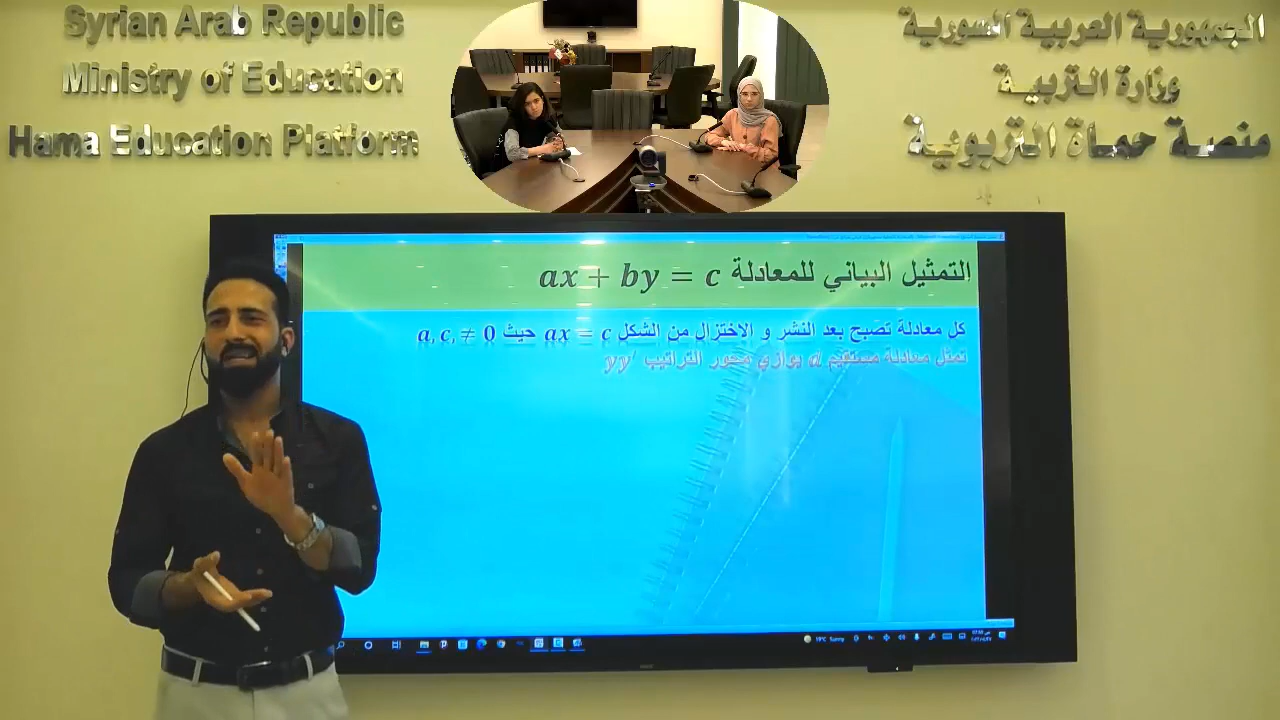 Syrian Arab Republic
Ministry of Education
Hama Education Platform
الجمهورية العربية السورية
وزارة التربية
منصة حماة التربوية
التمثيل البياني للمعادلة ax + by = c
كل معادلة تصبح بعد النشر و الاختزال من الشكل ax = c حيث a, c, ≠ 0
تمثل معادلة مستقيم d يوازي محور التراتيب yy′
19°C Sunny